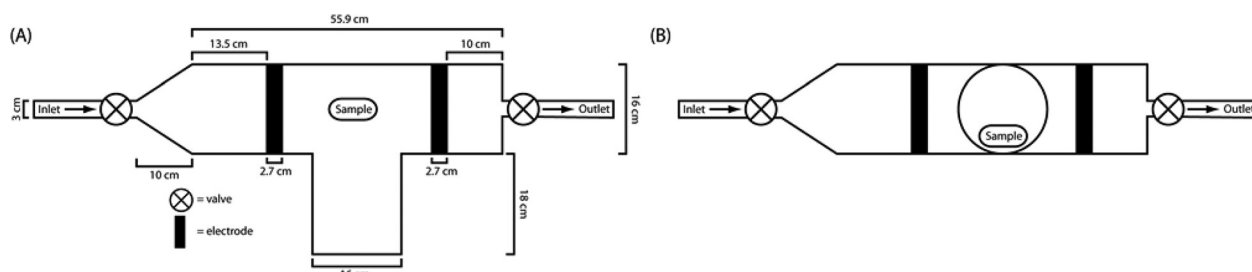 (A)
55.9 cm
13.5 cm
10 cm
3 cm
Inlet
Sample
Outlet
16 cm
10 cm
2.7 cm
2.7 cm
18 cm
= valve
= electrode
(B)
Inlet
Sample
Outlet